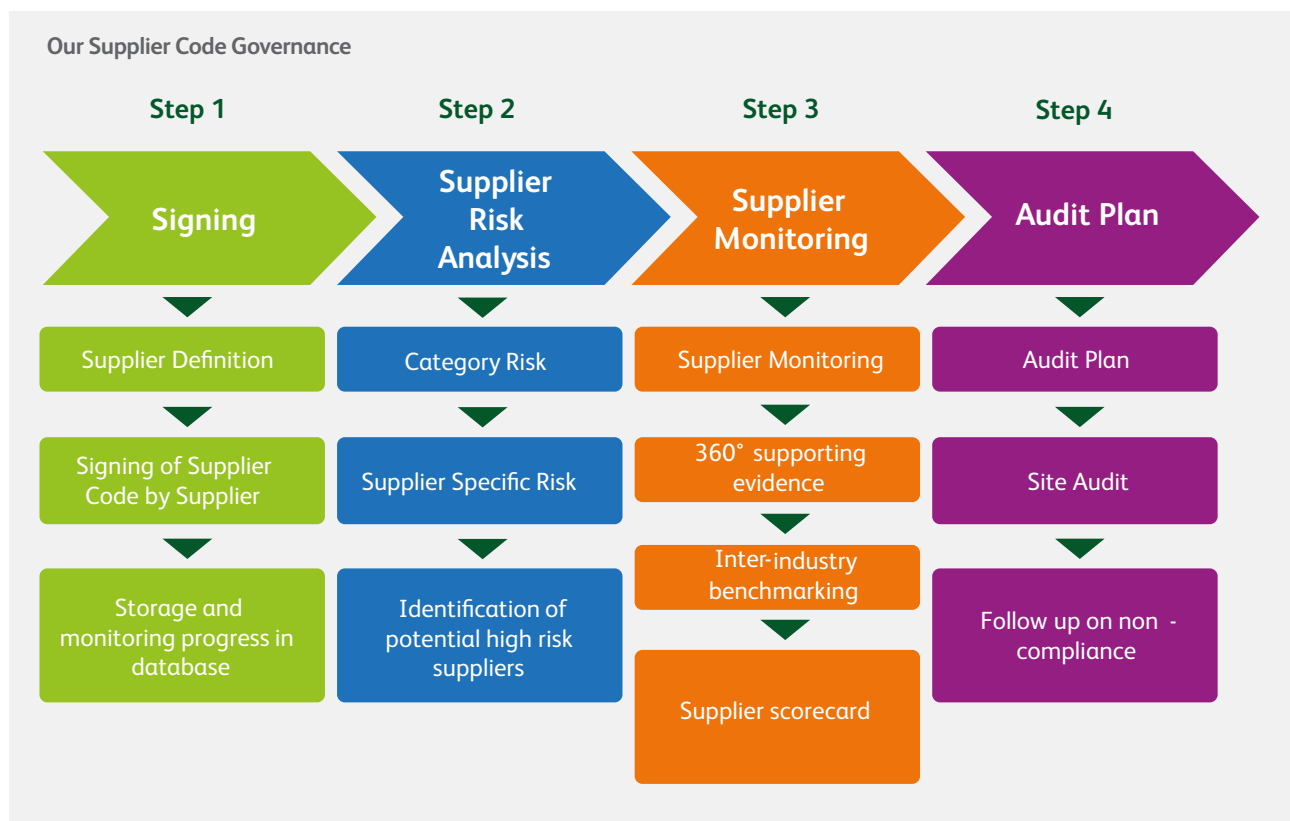 Our Supplier Code Governance
Step 1
Step 2
Step 3
Step 4
Signing
Supplier
Risk
Analysis
Supplier
Monitoring
Audit Plan
Supplier Definition
Signing of Supplier
Code by Supplier
Storage and
monitoring progress in
database
Category Risk
Supplier Specific Risk
Identification of
potential high risk
suppliers
Supplier Monitoring
360° supporting
evidence
Inter-industry
benchmarking
Supplier scorecard
Audit Plan
Site Audit
Follow up on non -
compliance